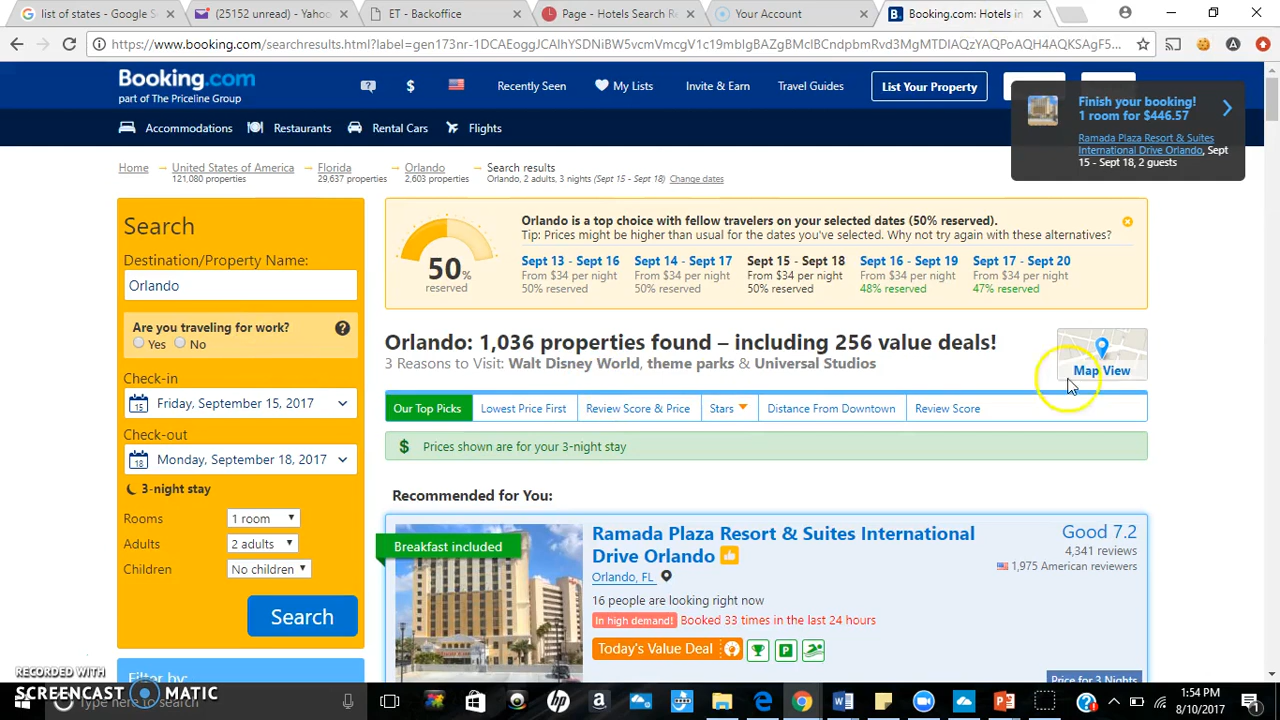 list of states - Google S
(25152 unread) - Yahoo
ET - Backoffice
Page - Hotels Search Re
Your Account
B.
Booking.com: Hotels in
https://www.booking.com/searchresults.html?label=gen173nr-1DCAEoggJCAlhYSDNiBW5vcmVmcgV1c19mbIgBAZgBMcIBCndpbmRvd3MgMTDIAQzYAQPoAQH4AQKSAgF5...
Booking.com
part of The Priceline Group
$
Recently Seen
My Lists
Invite & Earn
Travel Guides
List Your Property
Accommodations
Restaurants
Rental Cars
Flights
Finish your booking!
1 room for $446.57
Ramada Plaza Resort & Suites
International Drive Orlando, Sept
15 - Sept 18, 2 guests
Home → United States of America → Florida → Orlando → Search results
121,080 properties 29,637 properties 2,603 properties Orlando, 2 adults, 3 nights (Sept 15 - Sept 18) Change dates
Search
Destination/Property Name:
Orlando
Are you traveling for work?
?
Yes No
Check-in
15
Friday, September 15, 2017
Check-out
18
Monday, September 18, 2017
3-night stay
Rooms 1 room
Adults 2 adults
Children No children
Search
Filter by:
50%
reserved
Orlando is a top choice with fellow travelers on your selected dates (50% reserved).
Tip: Prices might be higher than usual for the dates you've selected. Why not try again with these alternatives?
Sept 13 - Sept 16 Sept 14 - Sept 17 Sept 15 - Sept 18 Sept 16 - Sept 19 Sept 17 - Sept 20
From $34 per night From $34 per night From $34 per night From $34 per night From $34 per night
50% reserved 50% reserved 50% reserved 48% reserved 47% reserved
Orlando: 1,036 properties found – including 256 value deals!
3 Reasons to Visit: Walt Disney World, theme parks & Universal Studios
Map View
Our Top Picks Lowest Price First Review Score & Price Stars Distance From Downtown Review Score
$ Prices shown are for your 3-night stay
Recommended for You:
Breakfast included
Ramada Plaza Resort & Suites International
Drive Orlando
Orlando, FL
16 people are looking right now
In high demand! Booked 33 times in the last 24 hours
Today's Value Deal
P
Good 7.2
4,341 reviews
1,975 American reviewers
Price for 3 Nights
RECORDED WITH
SCREENCAST MATIC
Type here to search
1:54 PM
8/10/2017